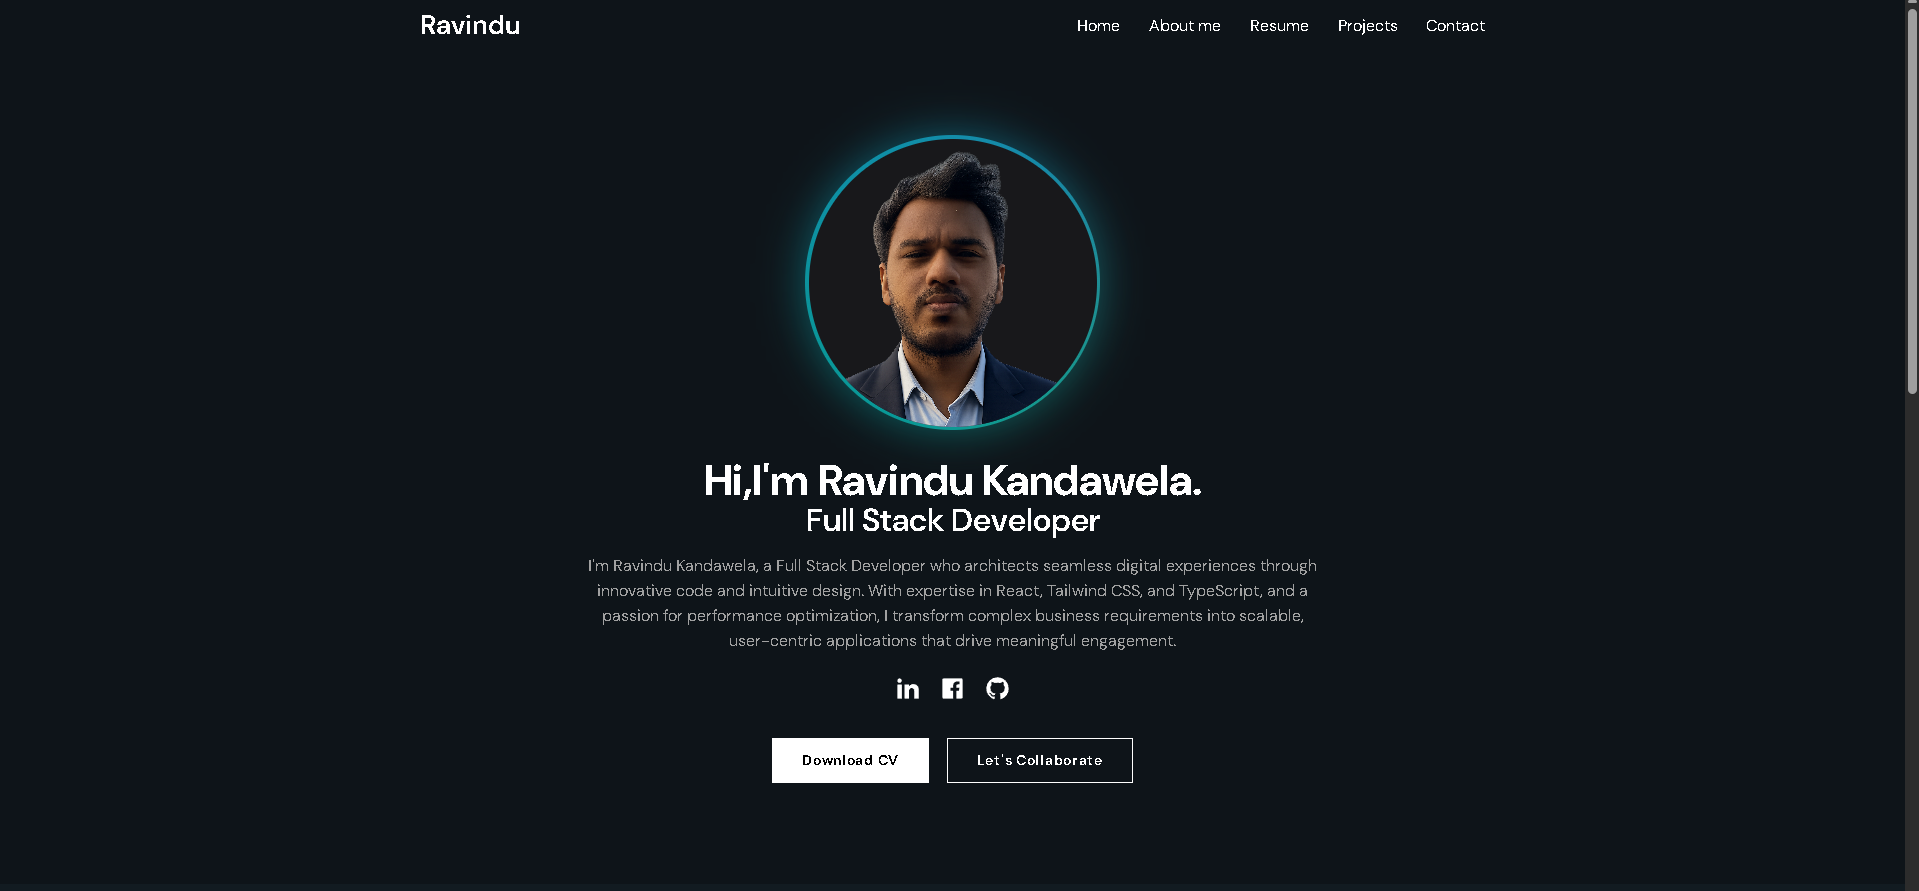 Ravindu
Home About me Resume Projects Contact
Hi,I'm Ravindu Kandawela.
Full Stack Developer
I'm Ravindu Kandawela, a Full Stack Developer who architects seamless digital experiences through
innovative code and intuitive design. With expertise in React, Tailwind CSS, and TypeScript, and a
passion for performance optimization, I transform complex business requirements into scalable,
user-centric applications that drive meaningful engagement.
Download CV
Let's Collaborate